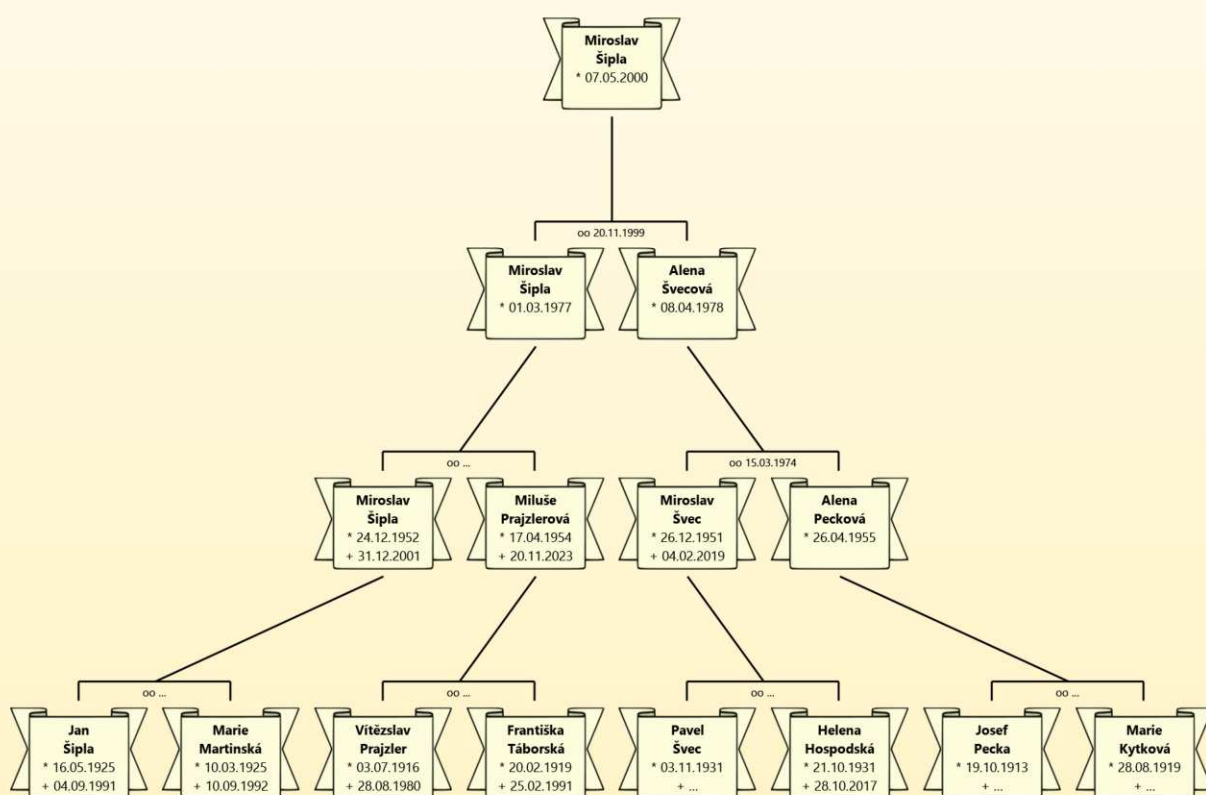 Miroslav
Šipla
* 07.05.2000
oo 20.11.1999
Miroslav
Šipla
* 01.03.1977
Alena
Švecová
* 08.04.1978
oo ...
oo 15.03.1974
Miroslav
Šipla
* 24.12.1952
+ 31.12.2001
Miluše
Prajzlerová
* 17.04.1954
+ 20.11.2023
Miroslav
Švec
* 26.12.1951
+ 04.02.2019
Alena
Pecková
* 26.04.1955
oo ...
oo ...
oo ...
oo ...
Jan
Šipla
* 16.05.1925
+ 04.09.1991
Marie
Martinská
* 10.03.1925
+ 10.09.1992
Vítězslav
Prajzler
* 03.07.1916
+ 28.08.1980
Františka
Táborská
* 20.02.1919
+ 25.02.1991
Pavel
Švec
* 03.11.1931
+ ...
Helena
Hospodská
* 21.10.1931
+ 28.10.2017
Josef
Pecka
* 19.10.1913
+ ...
Marie
Kytková
* 28.08.1919
+ ...